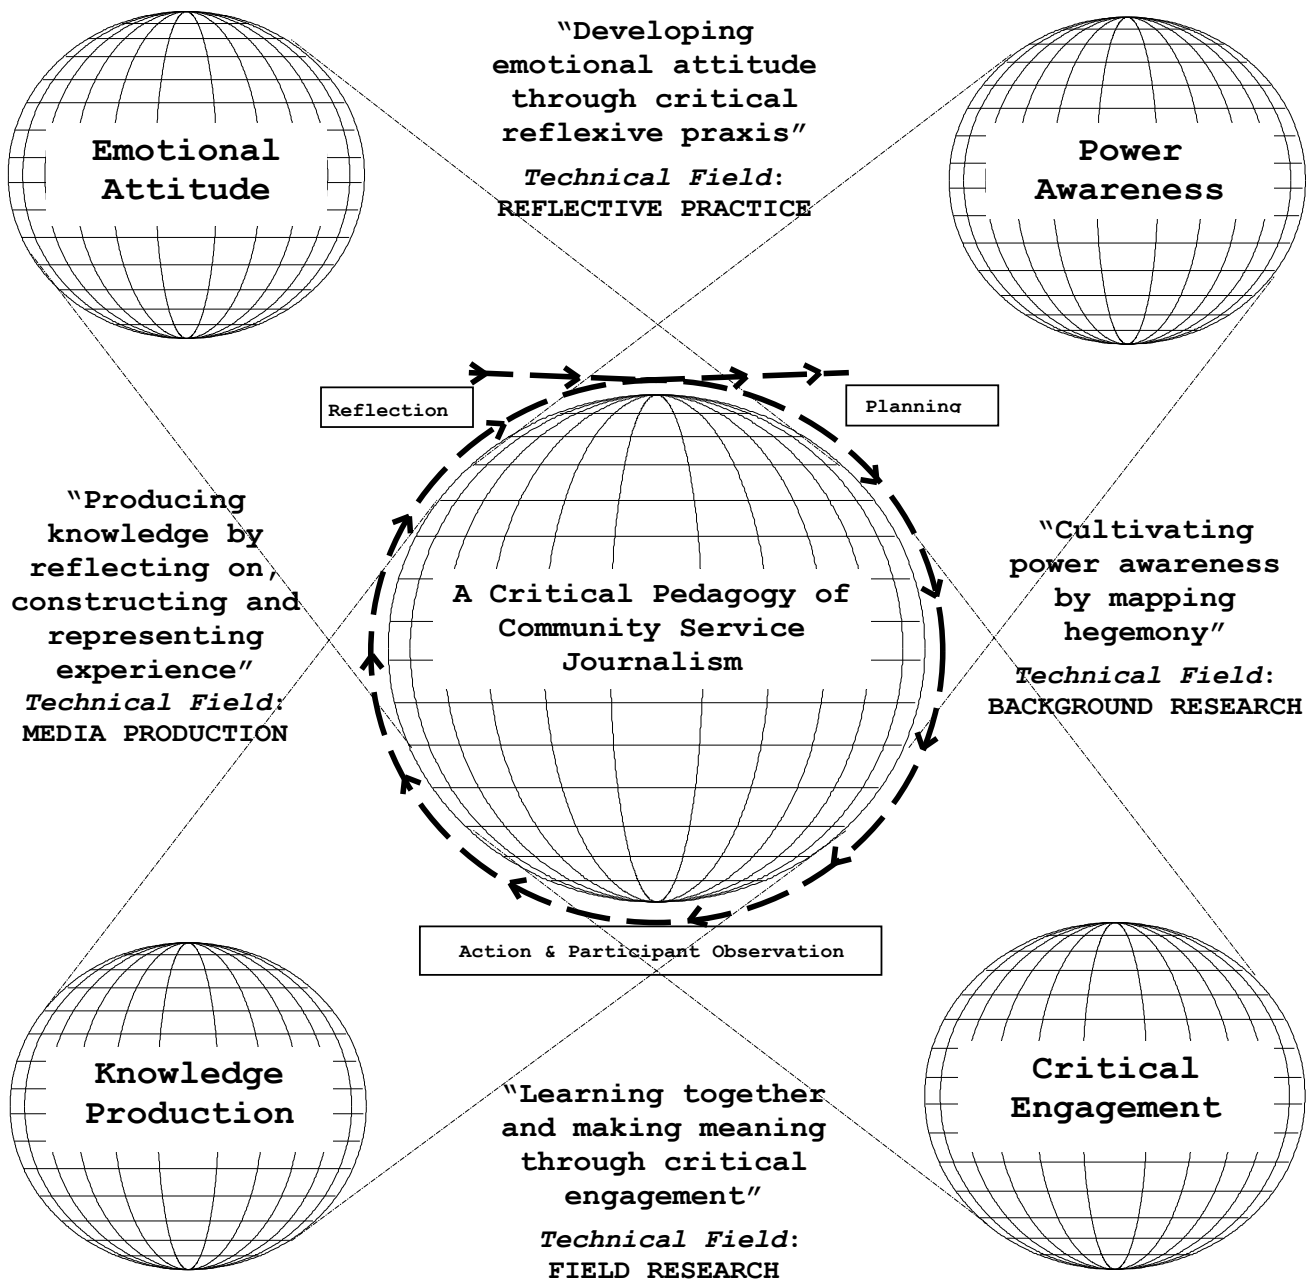 “Developing
emotional attitude
through critical
reflexive praxis”
Technical Field:
REFLECTIVE PRACTICE
Emotional
Attitude
Power
Awareness
Reflection
Planning
“Producing
knowledge by
reflecting on,
constructing and
representing
experience”
Technical Field:
MEDIA PRODUCTION
A Critical Pedagogy of
Community Service
Journalism
“Cultivating
power awareness
by mapping
hegemony”
Technical Field:
BACKGROUND RESEARCH
Action & Participant Observation
Knowledge
Production
Critical
Engagement
“Learning together
and making meaning
through critical
engagement”
Technical Field:
FIELD RESEARCH